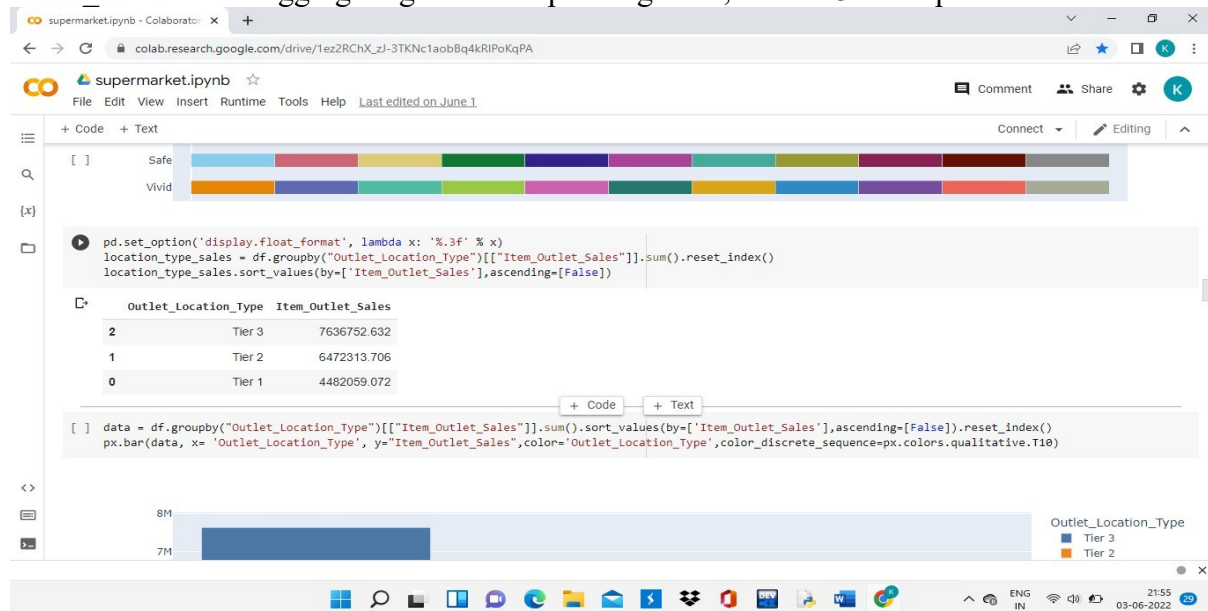 supermarket.ipynb - Colaborator
colab.research.google.com/drive/1ez2RChX_zJ-3TKNc1aobBq4kRIPoKqPA
K
CO
supermarket.ipynb
Comment
Share
K
File Edit View Insert Runtime Tools Help Last edited on June 1
+ Code + Text
Connect
Editing
[ ]
Safe
Vivid
{x}
pd.set_option('display.float_format', lambda x: '%.3f' % x)
location_type_sales = df.groupby("Outlet_Location_Type")[["Item_Outlet_Sales"]].sum().reset_index()
location_type_sales.sort_values(by=['Item_Outlet_Sales'],ascending=[False])
Outlet_Location_Type Item_Outlet_Sales
2 Tier 3 7636752.632
1 Tier 2 6472313.706
0 Tier 1 4482059.072
+ Code + Text
[ ] data = df.groupby("Outlet_Location_Type")[["Item_Outlet_Sales"]].sum().sort_values(by=['Item_Outlet_Sales'],ascending=[False]).reset_index()
px.bar(data, x= 'Outlet_Location_Type', y="Item_Outlet_Sales",color='Outlet_Location_Type',color_discrete_sequence=px.colors.qualitative.T10)
8M
7M
Outlet_Location_Type
Tier 3
Tier 2
DEV
ENG
IN
21:55
03-06-2022
29